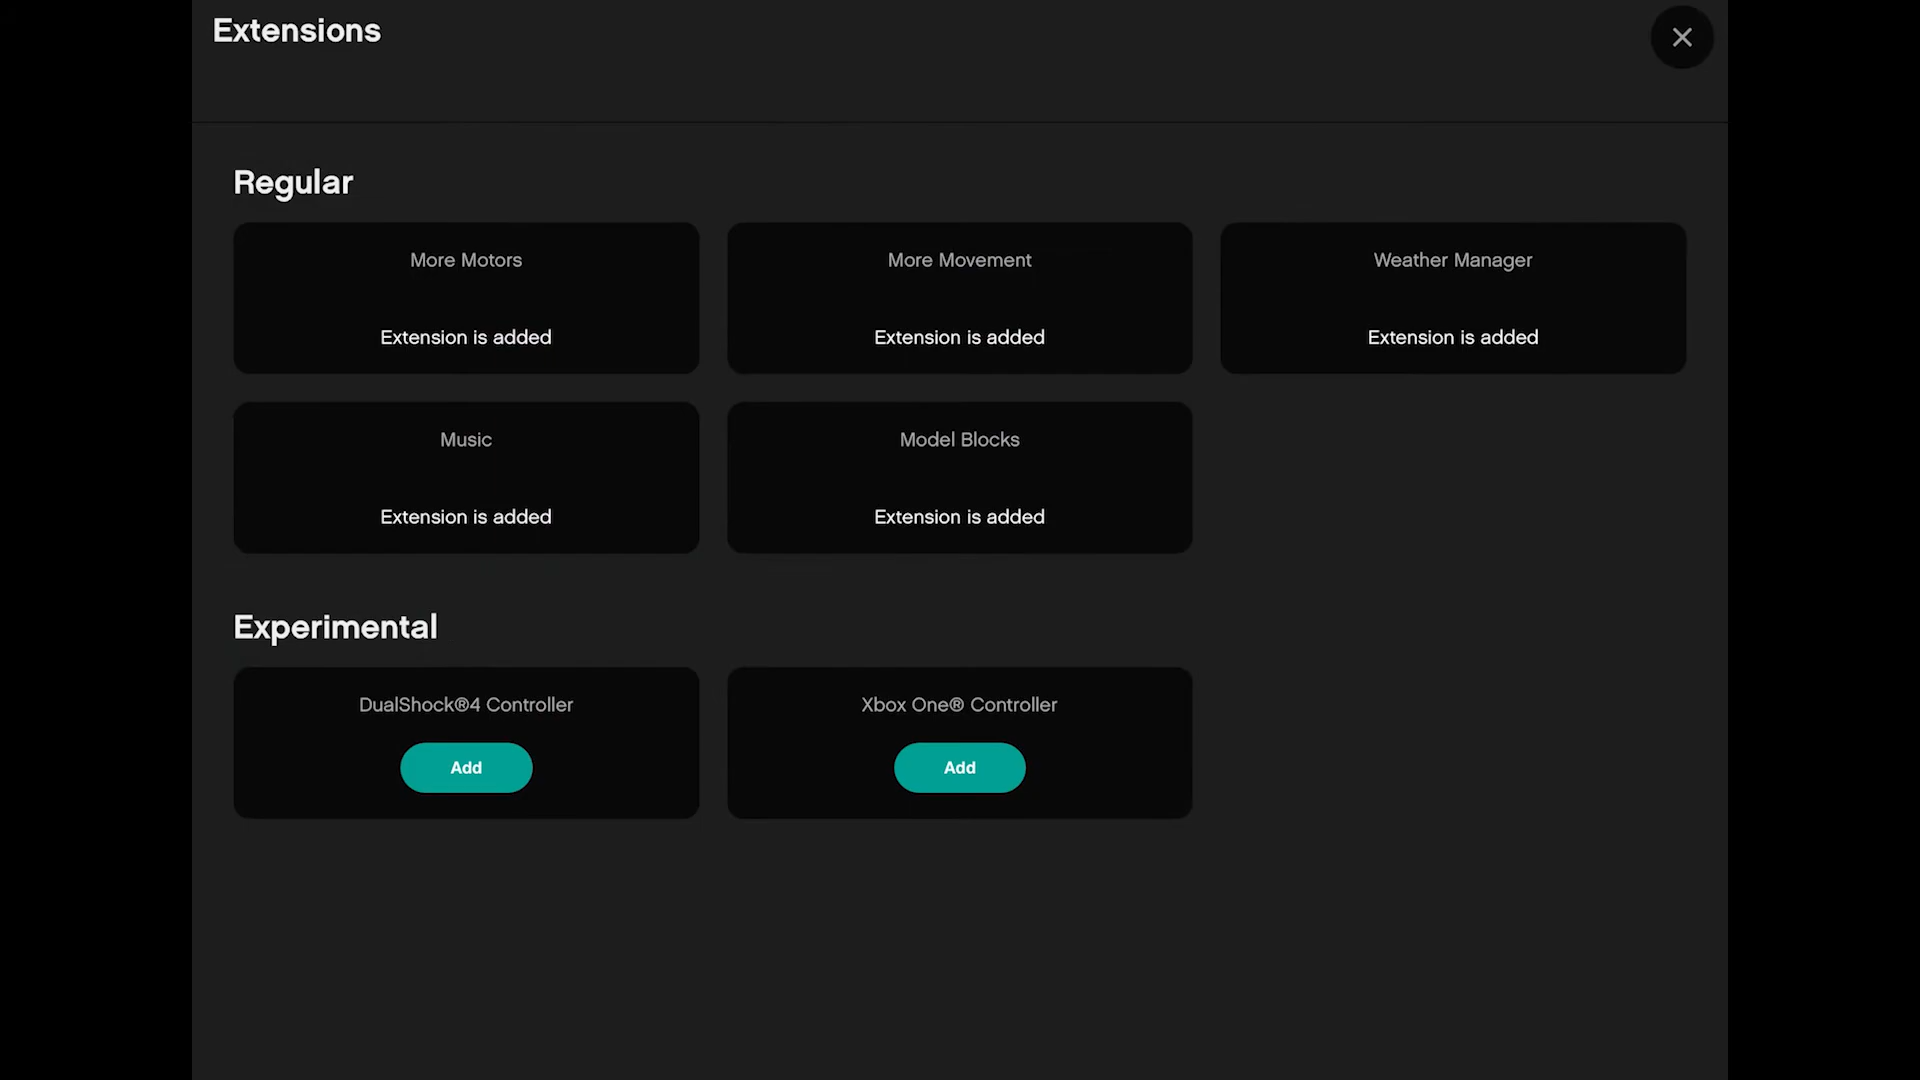 Extensions
Regular
More Motors
Extension is added
More Movement
Extension is added
Weather Manager
Extension is added
Music
Extension is added
Model Blocks
Extension is added
Experimental
DualShock®4 Controller
Add
Xbox One® Controller
Add